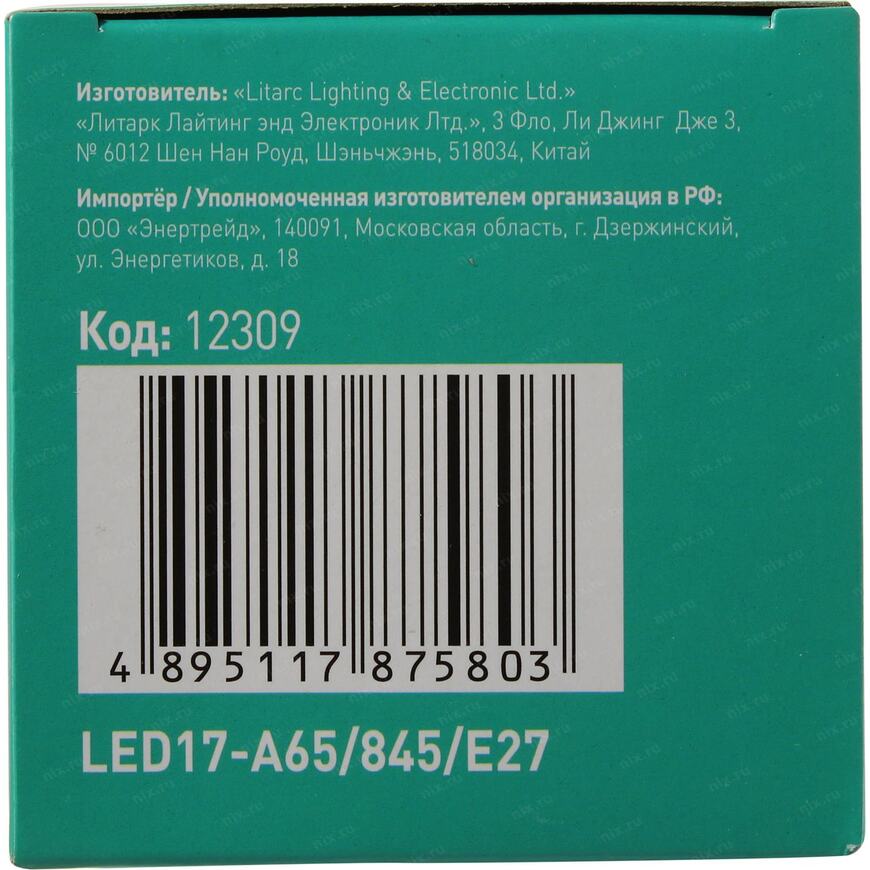 Изготовитель: «Litarc Lighting & Electronic Ltd.»
«Литарк Лайтинг энд Электроник Лтд.», 3 Фло, Ли Джинг Дже 3,
№ 6012 Шен Нан Роуд, Шэньчжэнь, 518034, Китай
Импортёр / Уполномоченная изготовителем организация в РФ:
ООО «Энертрейд», 140091, Московская область, г. Дзержинский,
ул. Энергетиков, д. 18
Код: 12309
4 895117 875803
LED17-A65/845/E27